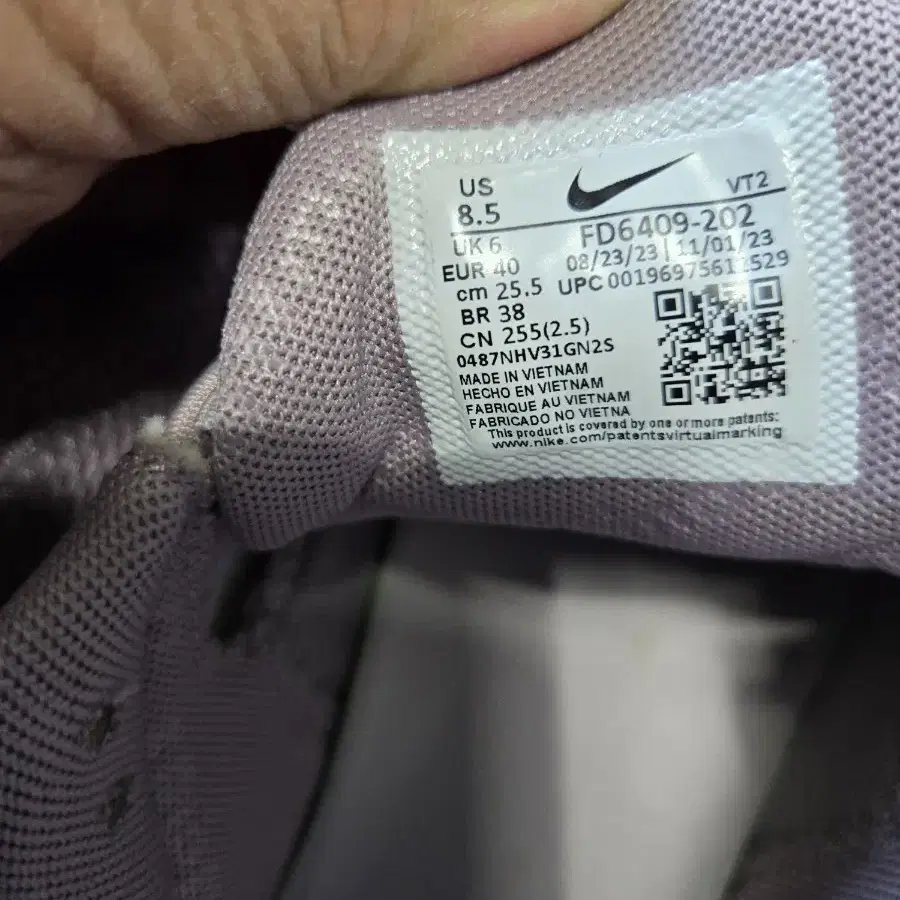 US
8.5
VT2
UK 6
FD6409-202
EUR 40
08/23/23 | 11/01/23
cm 25.5
UPC 00196975611529
BR 38
CN 255(2.5)
0487NHV31GN2S
MADE IN VIETNAM
HECHO EN VIETNAM
FABRIQUE AU VIETNAM
FABRICADO NO VIETNA
This product is covered by one or more patents:
www.nike.com/patentsvirtualmarking